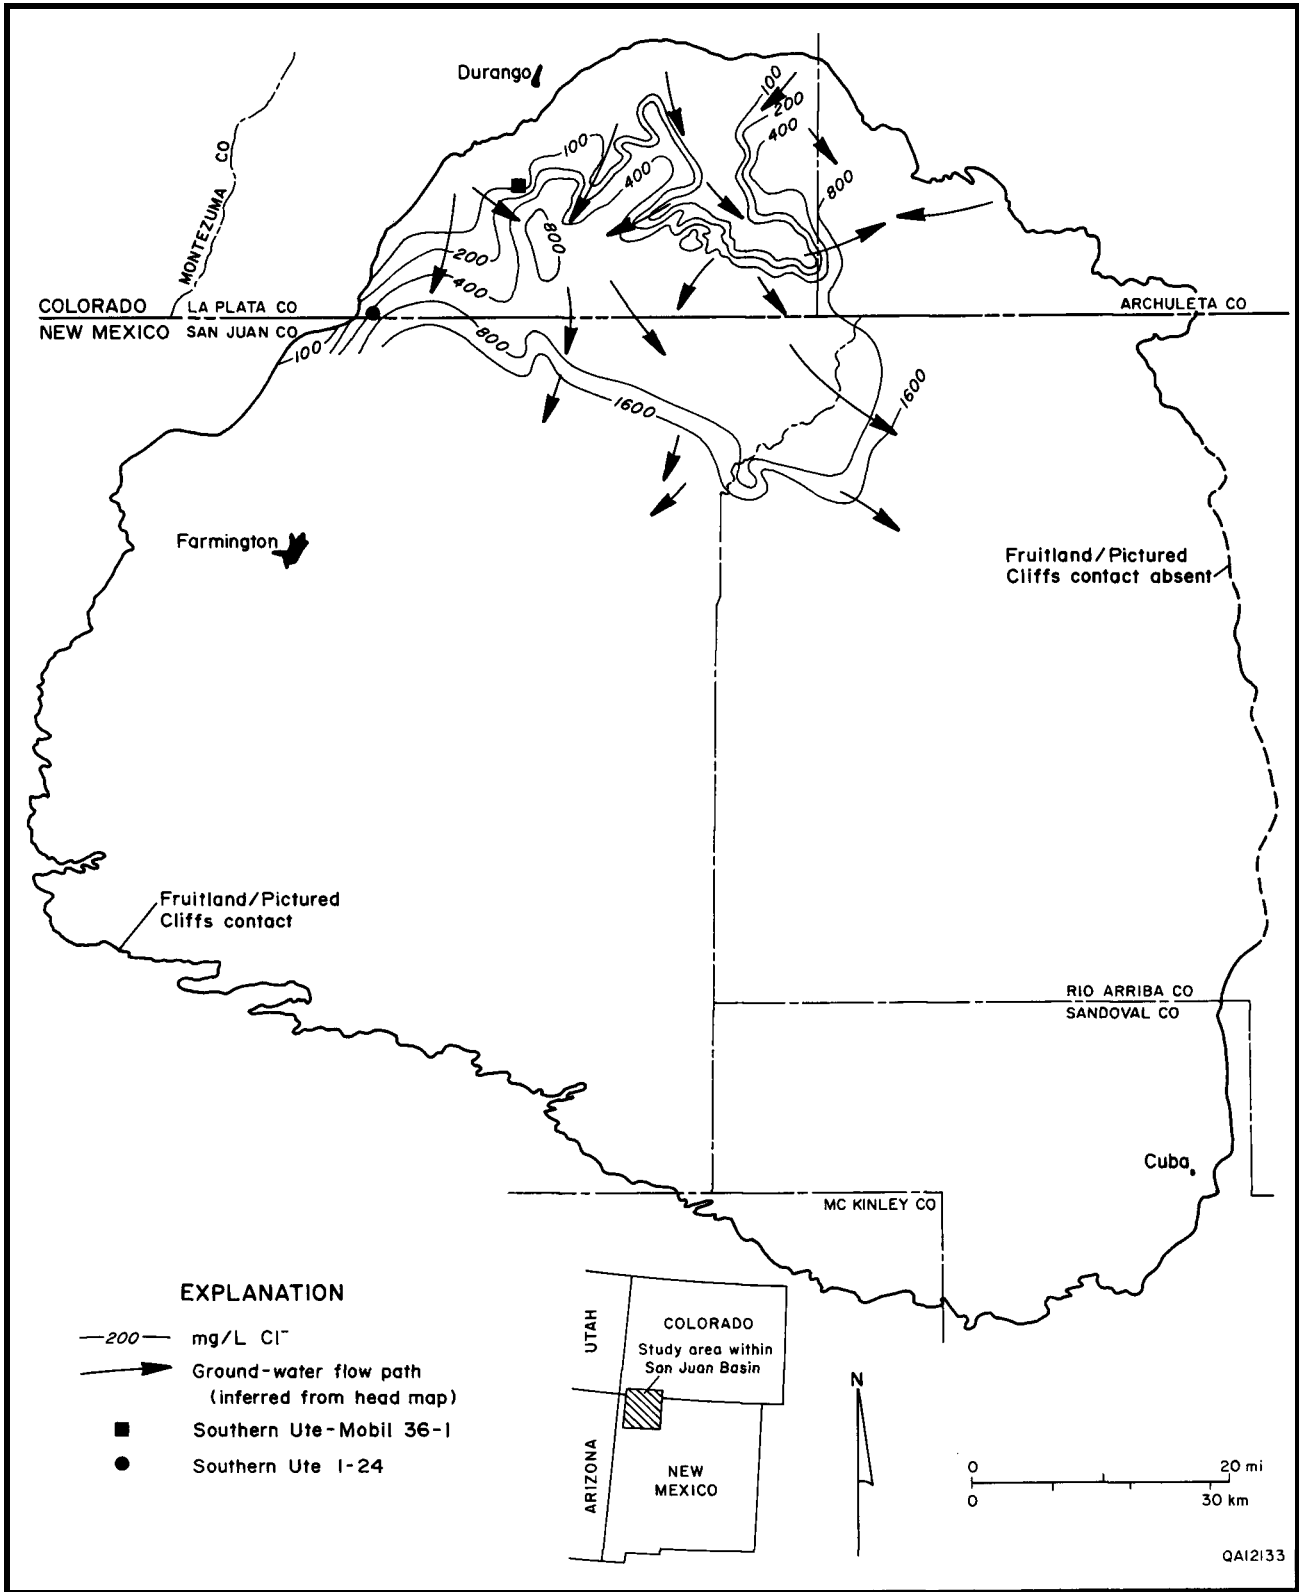 Durango
100
200
400
100
400
800
MONTEZUMA CO
800
200
400
COLORADO
LA PLATA CO
ARCHULETA CO
NEW MEXICO
SAN JUAN CO
100
800
1600
1600
Farmington
Fruitland/Pictured
Cliffs contact absent
Fruitland/Pictured
Cliffs contact
RIO ARRIBA CO
SANDOVAL CO
Cuba
MC KINLEY CO
EXPLANATION
200
mg/L Cl⁻
Ground-water flow path
(inferred from head map)
Southern Ute-Mobil 36-1
Southern Ute 1-24
UTAH
COLORADO
Study area within
San Juan Basin
ARIZONA
NEW
MEXICO
N
0 20 mi
0 30 km
QA12133